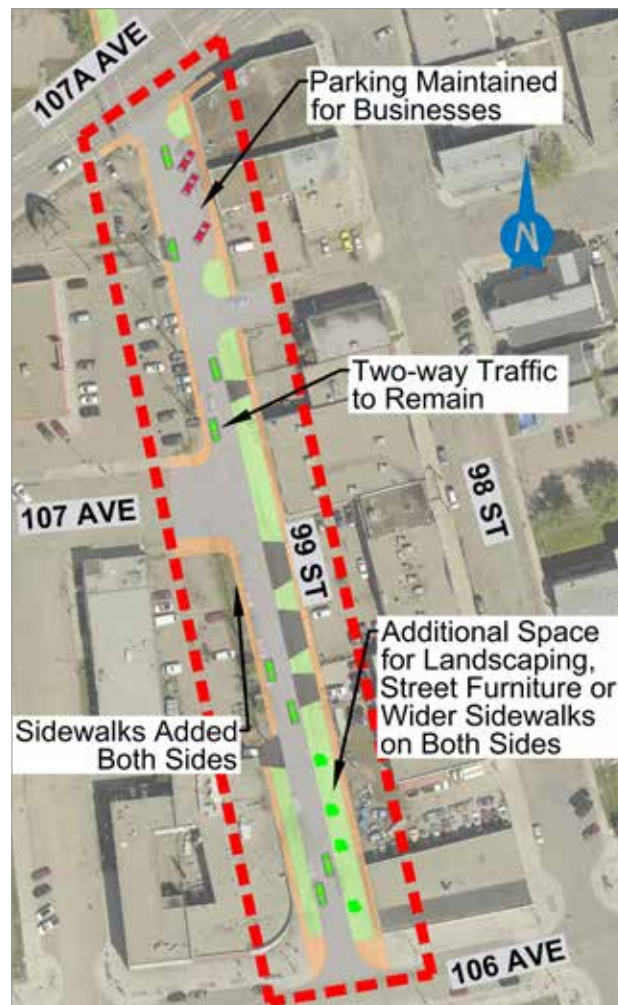 107A AVE
Parking Maintained
for Businesses
N
Two-way Traffic
to Remain
107 AVE
99 ST
98 ST
Additional Space
for Landscaping,
Street Furniture or
Wider Sidewalks
on Both Sides
Sidewalks Added
Both Sides
106 AVE